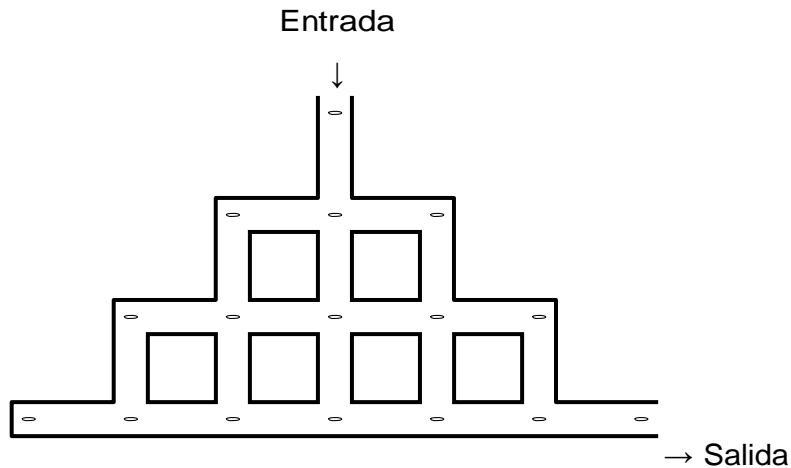 Entrada
↓
→ Salida